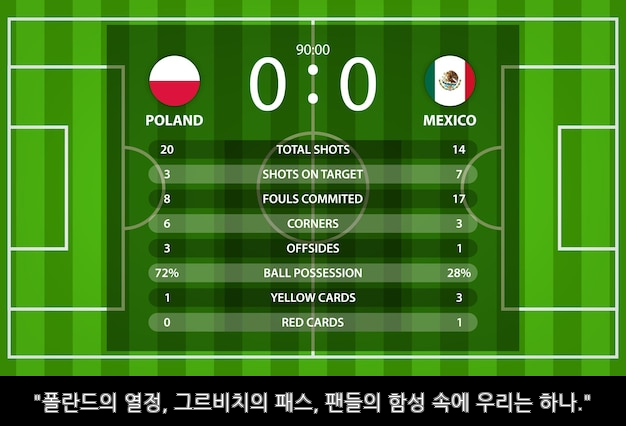 90:00
0 : 0
POLAND MEXICO
20 TOTAL SHOTS 14
3 SHOTS ON TARGET 7
8 FOULS COMMITED 17
6 CORNERS 3
3 OFFSIDES 1
72% BALL POSSESSION 28%
1 YELLOW CARDS 3
0 RED CARDS 1
"폴란드의 열정, 그르비치의 패스, 팬들의 함성 속에 우리는 하나."